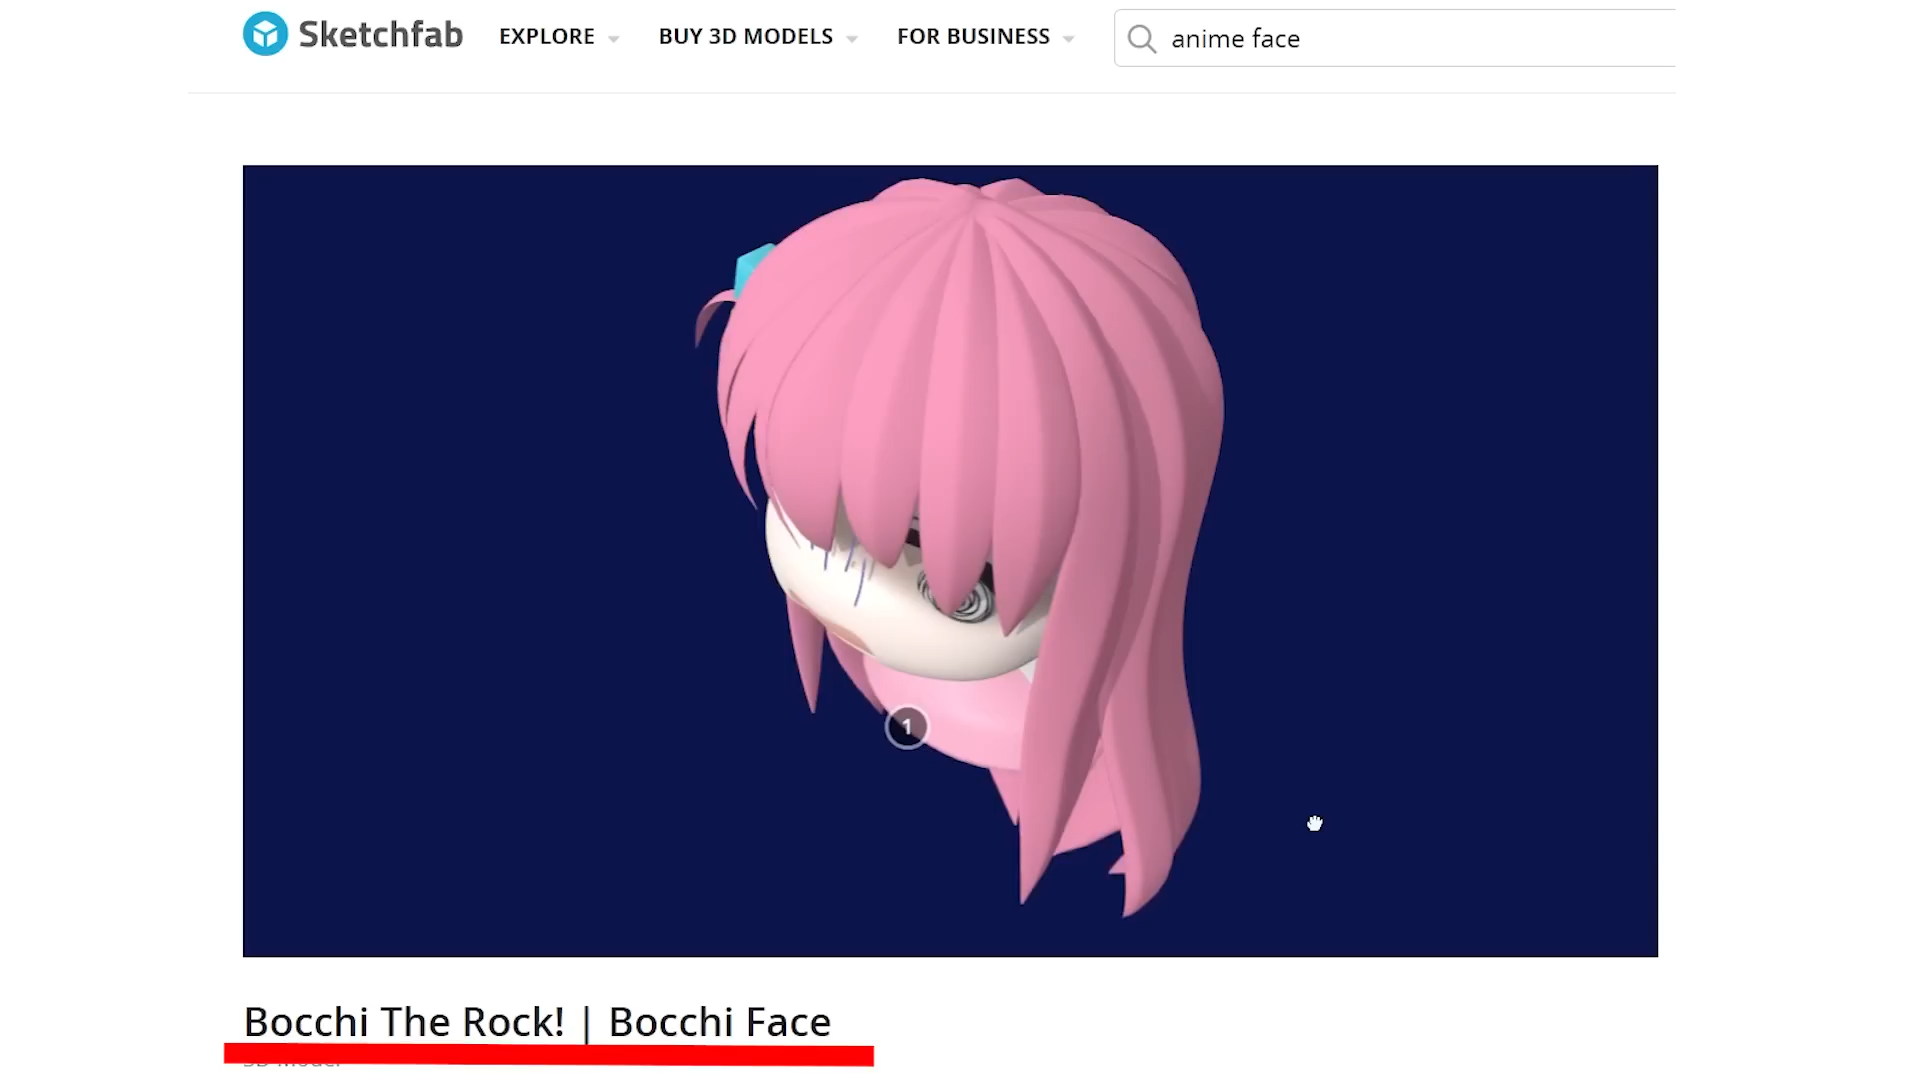 Sketchfab EXPLORE BUY 3D MODELS FOR BUSINESS anime face
1
Bocchi The Rock! | Bocchi Face